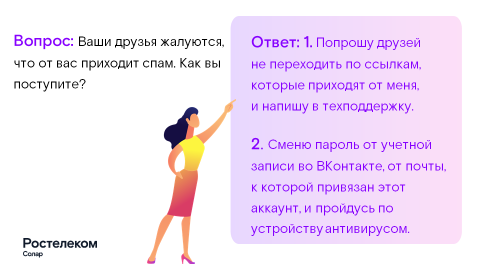 Вопрос: Ваши друзья жалуются,
что от вас приходит спам. Как вы
поступите?
Ответ: 1. Попрошу друзей
не переходить по ссылкам,
которые приходят от меня,
и напишу в техподдержку.
2. Сменю пароль от учетной
записи во ВКонтакте, от почты,
к которой привязан этот
аккаунт, и пройдусь по
устройству антивирусом.
Ростелеком
Солар